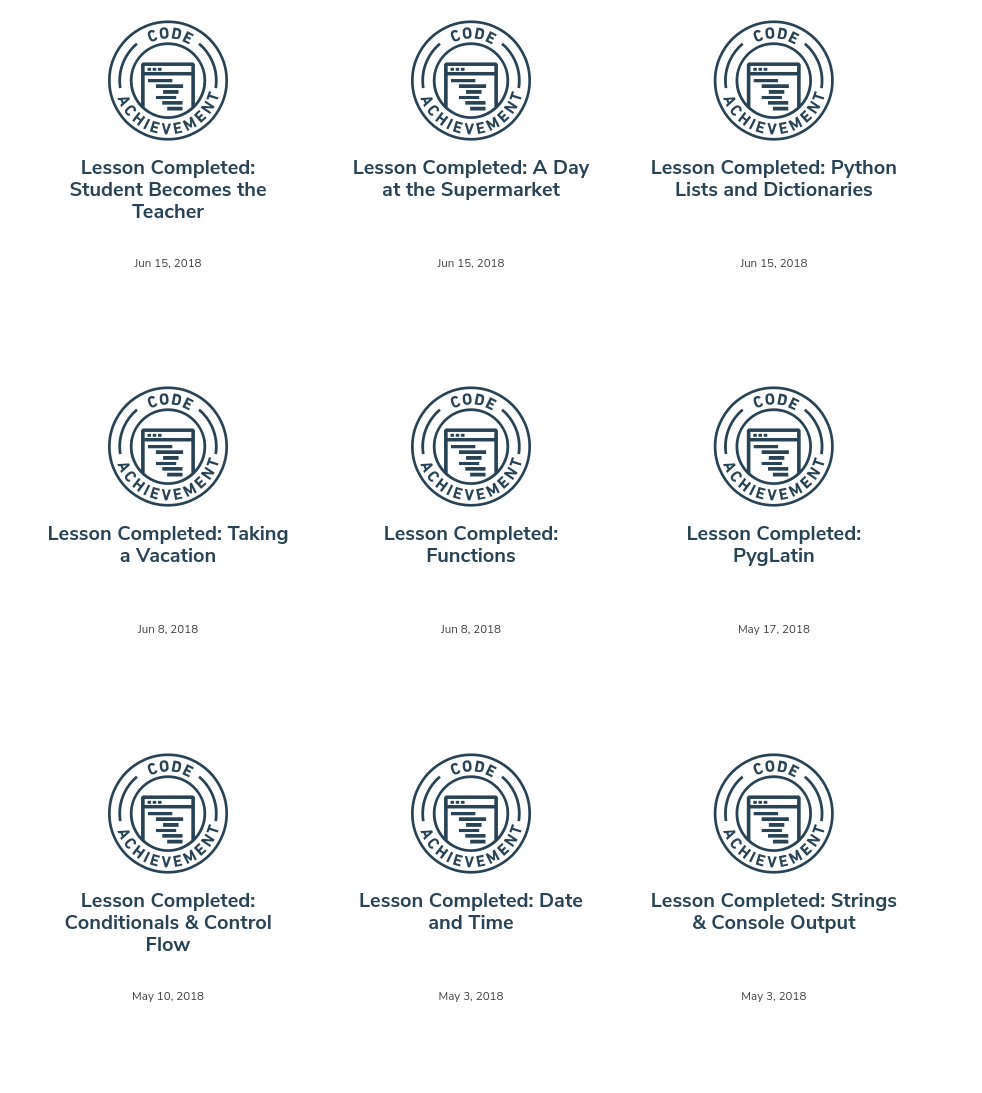 CODE
ACHIEVEMENT
Lesson Completed:
Student Becomes the
Teacher
Jun 15, 2018
CODE
ACHIEVEMENT
Lesson Completed: A Day
at the Supermarket
Jun 15, 2018
CODE
ACHIEVEMENT
Lesson Completed: Python
Lists and Dictionaries
Jun 15, 2018
CODE
ACHIEVEMENT
Lesson Completed: Taking
a Vacation
Jun 8, 2018
CODE
ACHIEVEMENT
Lesson Completed:
Functions
Jun 8, 2018
CODE
ACHIEVEMENT
Lesson Completed:
PygLatin
May 17, 2018
CODE
ACHIEVEMENT
Lesson Completed:
Conditionals & Control
Flow
May 10, 2018
CODE
ACHIEVEMENT
Lesson Completed: Date
and Time
May 3, 2018
CODE
ACHIEVEMENT
Lesson Completed: Strings
& Console Output
May 3, 2018